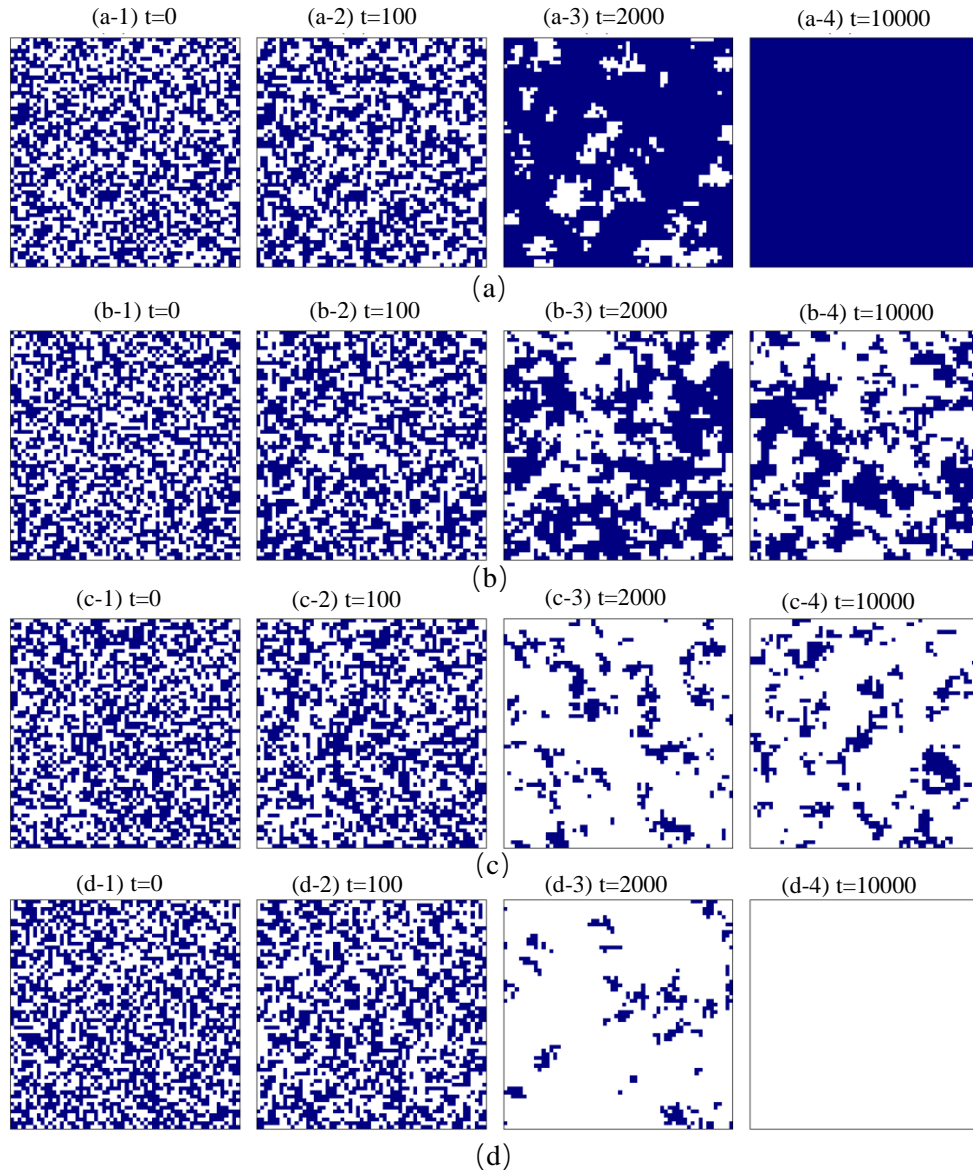 (a-1) t=0 (a-2) t=100 (a-3) t=2000 (a-4) t=10000
(a)
(b-1) t=0 (b-2) t=100 (b-3) t=2000 (b-4) t=10000
(b)
(c-1) t=0 (c-2) t=100 (c-3) t=2000 (c-4) t=10000
(c)
(d-1) t=0 (d-2) t=100 (d-3) t=2000 (d-4) t=10000
(d)